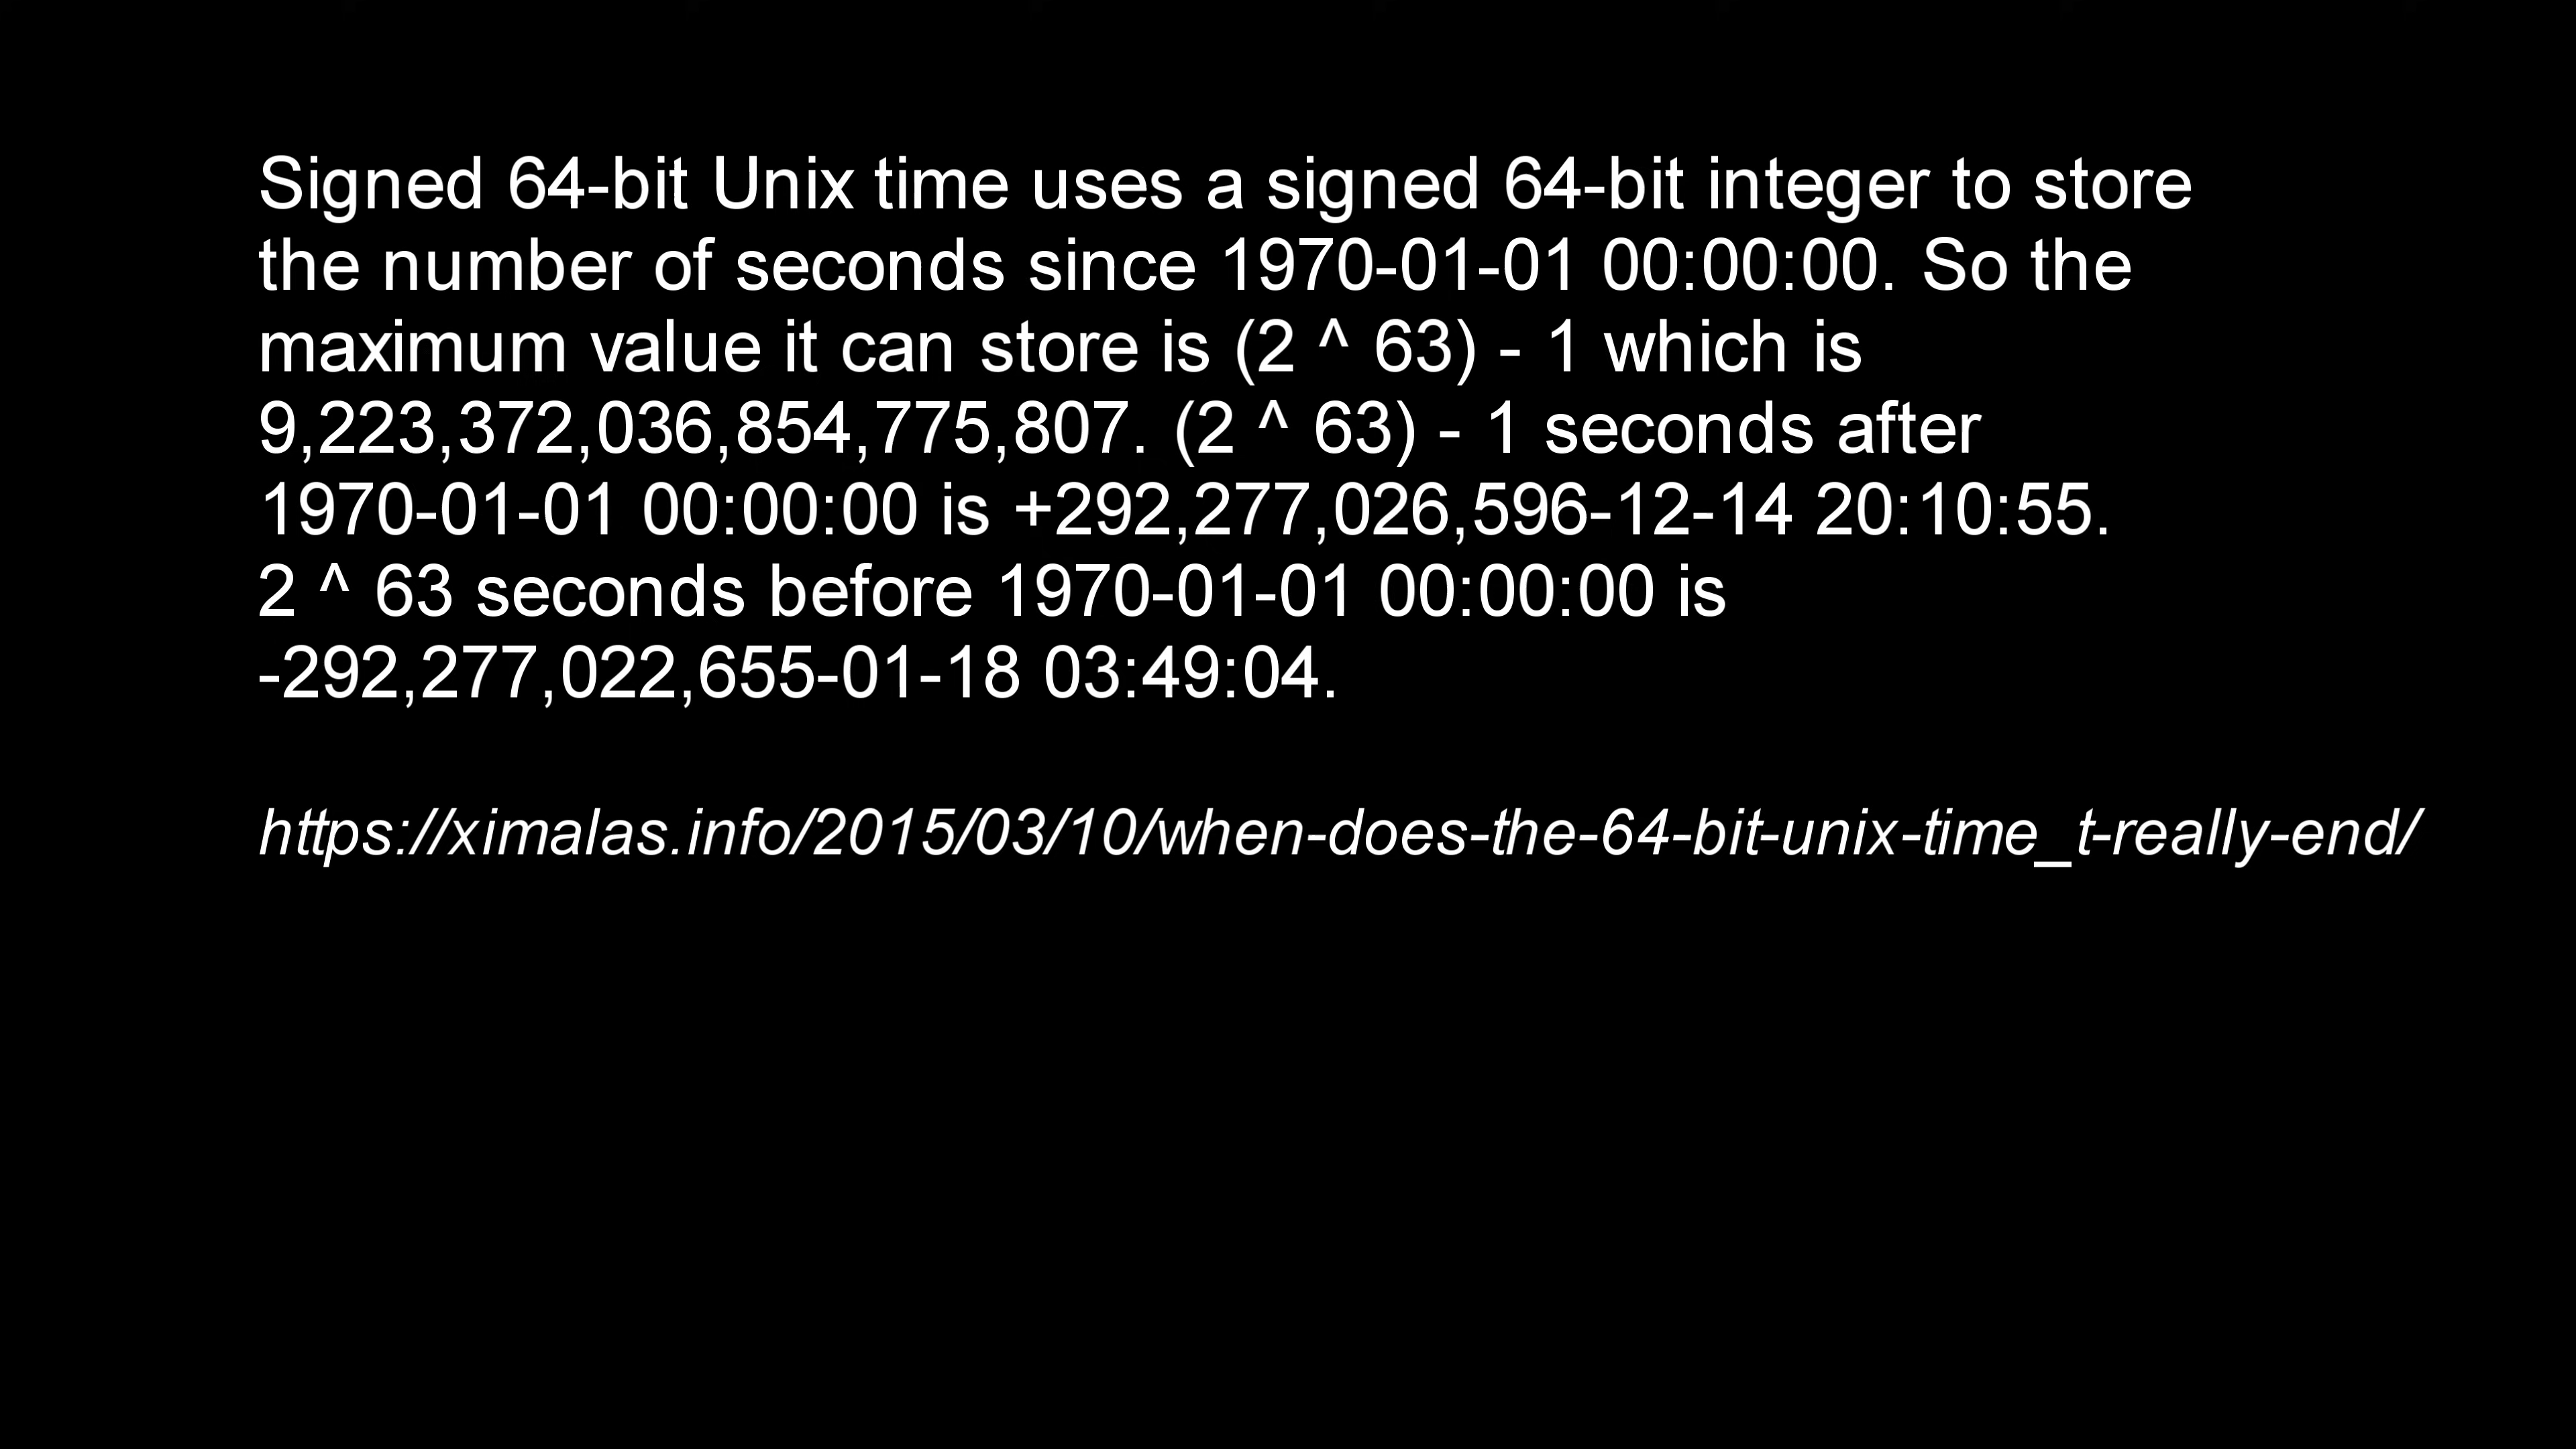 Signed 64-bit Unix time uses a signed 64-bit integer to store
the number of seconds since 1970-01-01 00:00:00. So the
maximum value it can store is (2 ^ 63) - 1 which is
9,223,372,036,854,775,807. (2 ^ 63) - 1 seconds after
1970-01-01 00:00:00 is +292,277,026,596-12-14 20:10:55.
2 ^ 63 seconds before 1970-01-01 00:00:00 is
-292,277,022,655-01-18 03:49:04.
https://ximalas.info/2015/03/10/when-does-the-64-bit-unix-time_t-really-end/